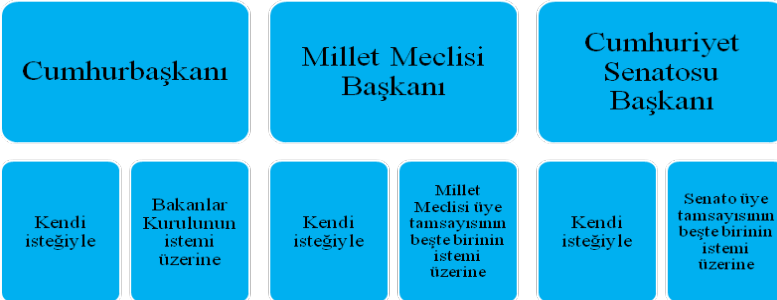 Cumhurbaşkanı
Millet Meclisi
Başkanı
Cumhuriyet
Senatosu
Başkanı
Kendi
isteğiyle
Bakanlar
Kurulunun
istemi
üzerine
Kendi
isteğiyle
Millet
Meclisi üye
tamsayısının
beşte birinin
istemi
üzerine
Kendi
isteğiyle
Senato üye
tamsayısının
beşte birinin
istemi
üzerine